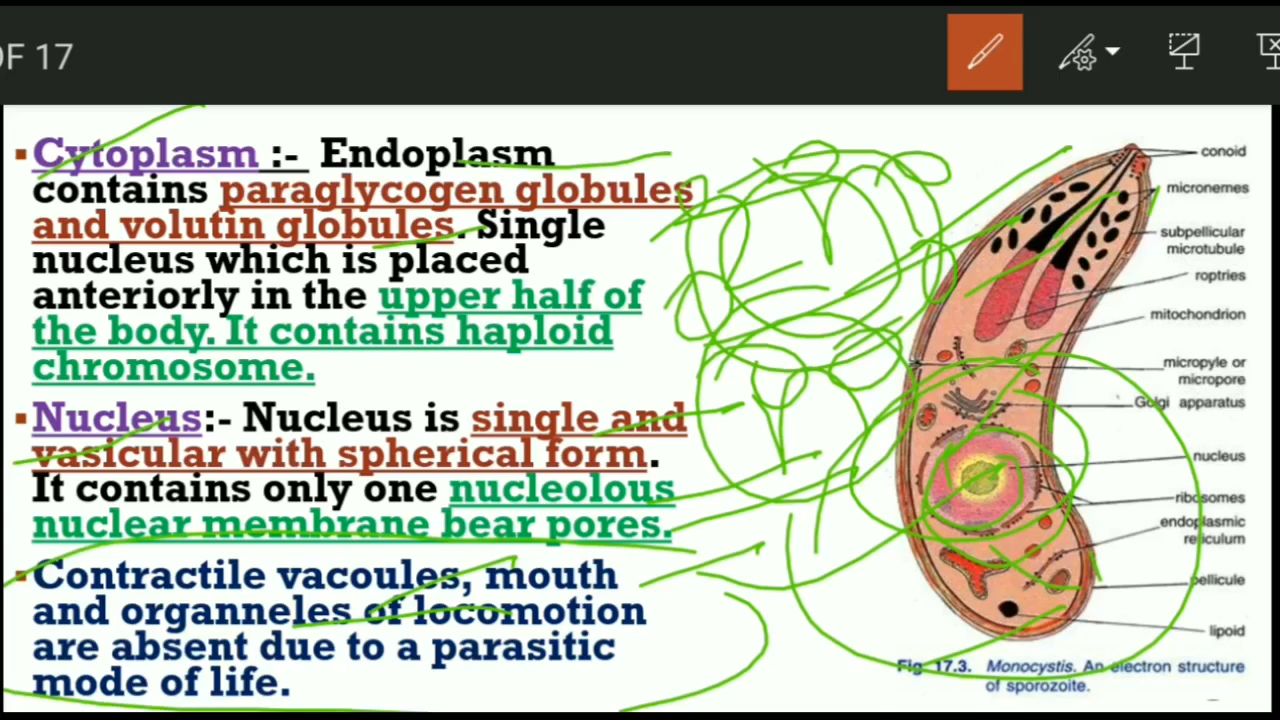 OF 17
Cytoplasm :- Endoplasm
contains paraglycogen globules
and volutin globules. Single
nucleus which is placed
anteriorly in the upper half of
the body. It contains haploid
chromosome.
Nucleus:- Nucleus is single and
vasicular with spherical form.
It contains only one nucleolous
nuclear membrane bear pores.
Contractile vacoules, mouth
and organneles of locomotion
are absent due to a parasitic
mode of life.
conoid
micronemes
subpellicular
microtubule
roptries
mitochondrion
micropyle or
micropore
Golgi apparatus
nucleus
ribosomes
endoplasmic
reticulum
pellicule
lipoid
Fig. 17.3. Monocystis. An electron structure
of sporozoite.